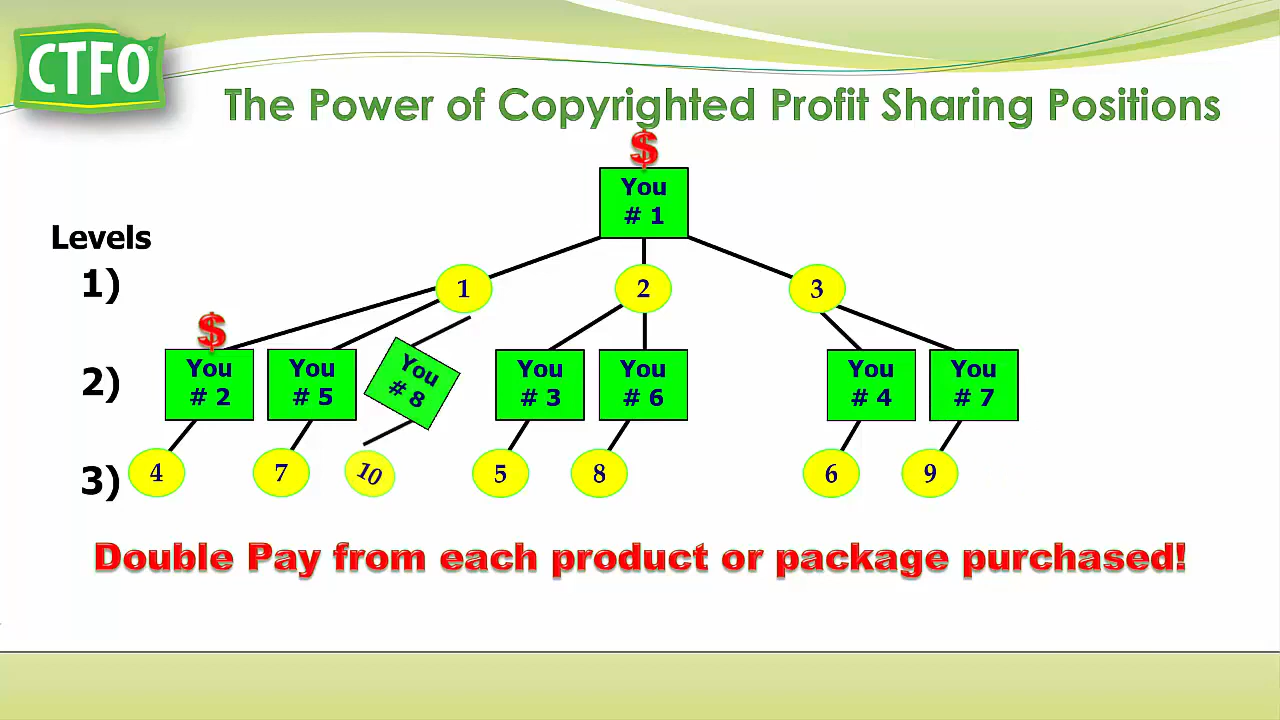 CTFO
The Power of Copyrighted Profit Sharing Positions
$
You
# 1
Levels
1)
1
2
3
$
2)
You
# 2
You
# 5
You
# 8
You
# 3
You
# 6
You
# 4
You
# 7
3)
4
7
10
5
8
6
9
Double Pay from each product or package purchased!